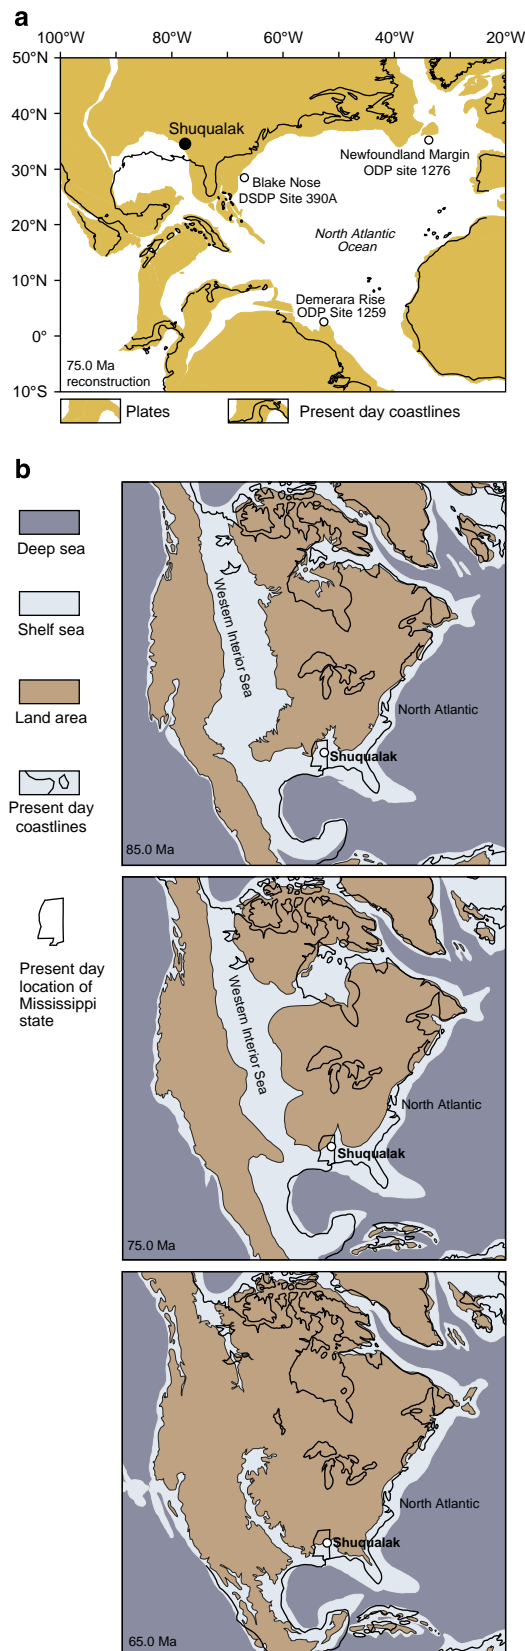 a
100°W 80°W 60°W 40°W 20°W
50°N
40°N
30°N
20°N
10°N
0°
10°S
Shuqualak
Newfoundland Margin
ODP site 1276
Blake Nose
DSDP Site 390A
North Atlantic
Ocean
Demerara Rise
ODP Site 1259
75.0 Ma
reconstruction
Plates
Present day coastlines
b
Deep sea
Shelf sea
Land area
Present day
coastlines
Present day
location of
Mississippi
state
Western Interior Sea
North Atlantic
Shuqualak
85.0 Ma
Western Interior Sea
North Atlantic
Shuqualak
75.0 Ma
North Atlantic
Shuqualak
65.0 Ma